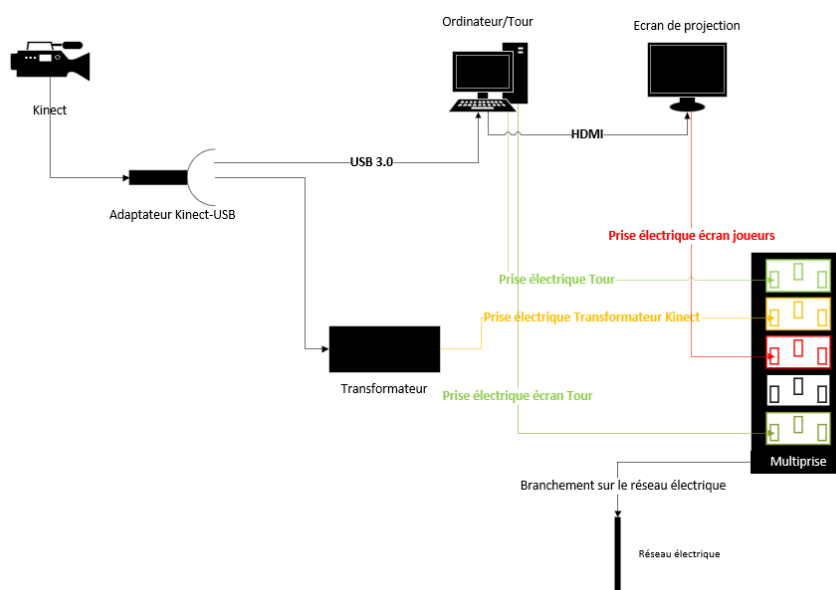 Ordinateur/Tour
Ecran de projection
Kinect
HDMI
USB 3.0
Adaptateur Kinect-USB
Prise électrique écran joueurs
Prise électrique Tour
Prise électrique Transformateur Kinect
Transformateur
Prise électrique écran Tour
Multiprise
Branchement sur le réseau électrique
Réseau électrique